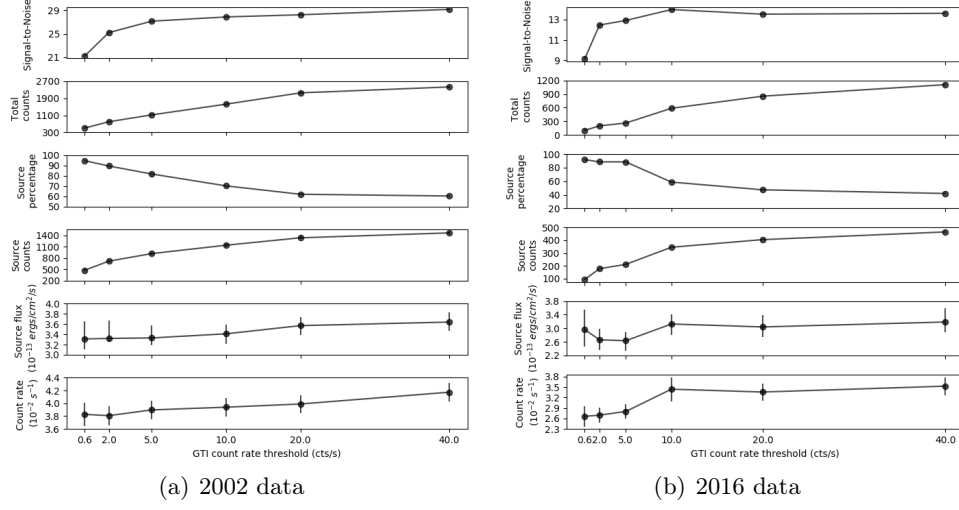 29
25
21
Signal-to-Noise
2700
1900
1100
300
Total
counts
100
90
80
70
60
50
Source
percentage
1400
1100
800
500
200
Source
counts
4.0
3.8
3.6
3.4
3.2
3.0
Source flux
(10⁻¹³ ergs/cm²/s)
4.4
4.2
4.0
3.8
3.6
Count rate
(10⁻² s⁻¹)
0.6 2.0 5.0 10.0 20.0 40.0
GTI count rate threshold (cts/s)
(a) 2002 data
13
11
9
Signal-to-Noise
1200
900
600
300
0
Total
counts
100
80
60
40
20
Source
percentage
500
400
300
200
100
Source
counts
3.8
3.4
3.0
2.6
2.2
Source flux
(10⁻¹³ ergs/cm²/s)
3.8
3.5
3.2
2.9
2.6
2.3
Count rate
(10⁻² s⁻¹)
0.62.0 5.0 10.0 20.0 40.0
GTI count rate threshold (cts/s)
(b) 2016 data